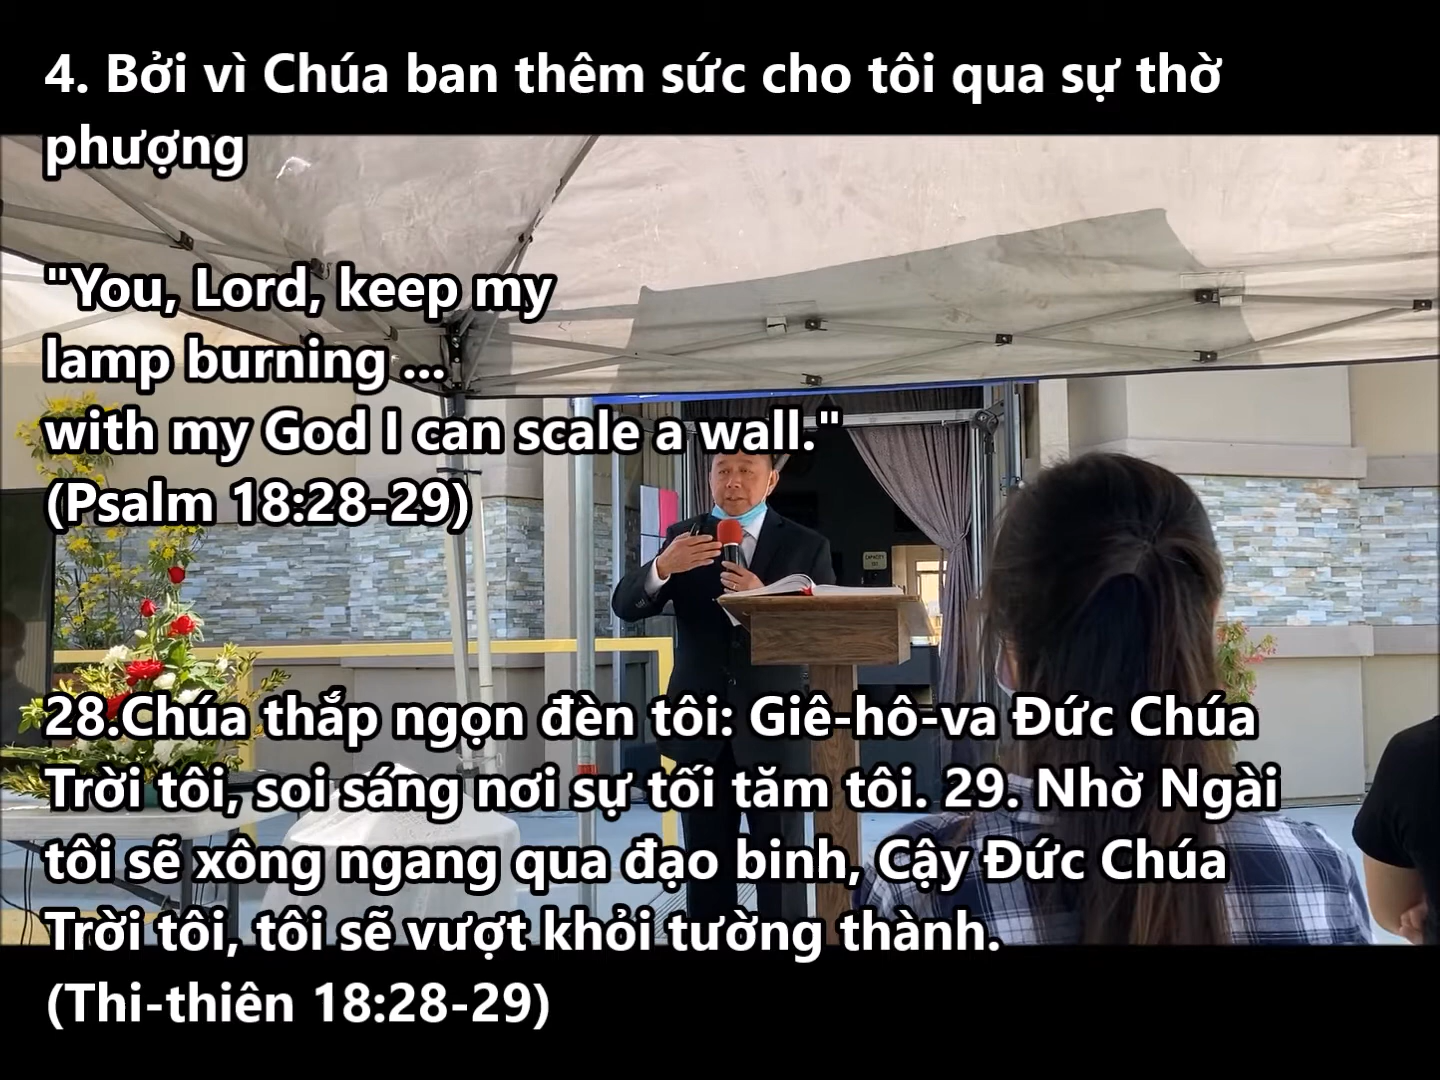 4. Bởi vì Chúa ban thêm sức cho tôi qua sự thờ
phượng
"You, Lord, keep my
lamp burning ...
with my God I can scale a wall."
(Psalm 18:28-29)
28.Chúa thắp ngọn đèn tôi: Giê-hô-va Đức Chúa
Trời tôi, soi sáng nơi sự tối tăm tôi. 29. Nhờ Ngài
tôi sẽ xông ngang qua đạo binh, Cậy Đức Chúa
Trời tôi, tôi sẽ vượt khỏi tường thành.
(Thi-thiên 18:28-29)